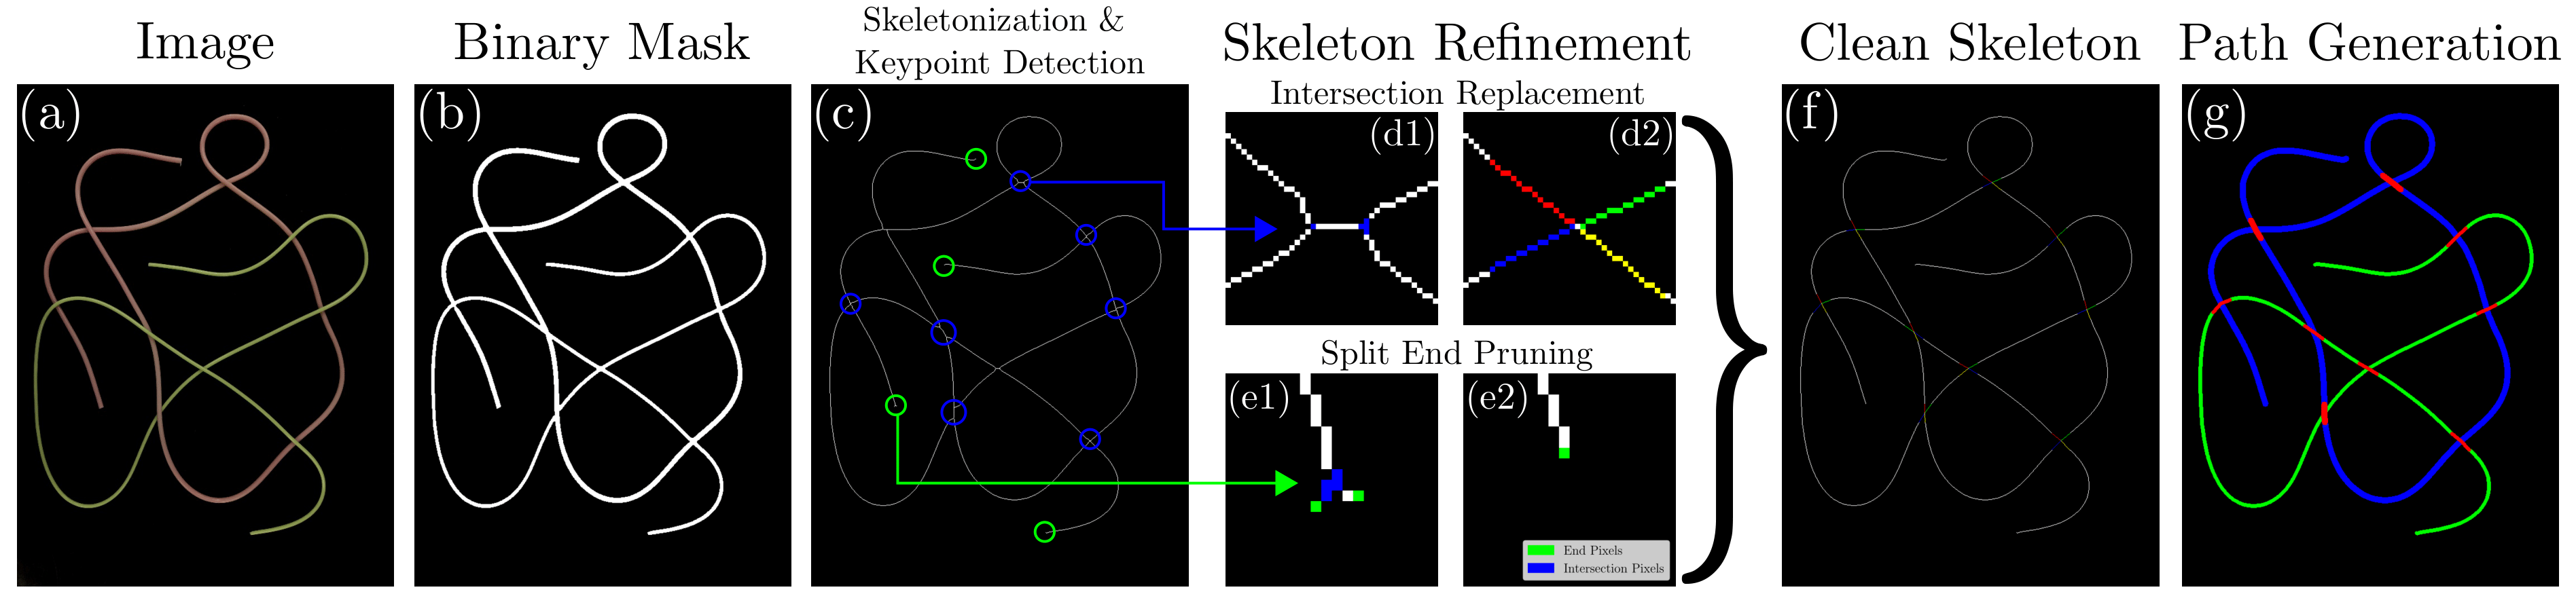 Image
Binary Mask
Skeletonization &
Keypoint Detection
Skeleton Refinement
Clean Skeleton
Path Generation
Intersection Replacement
(a)
(b)
(c)
(d1)
(d2)
(f)
(g)
Split End Pruning
(e1)
(e2)
End Pixels
Intersection Pixels